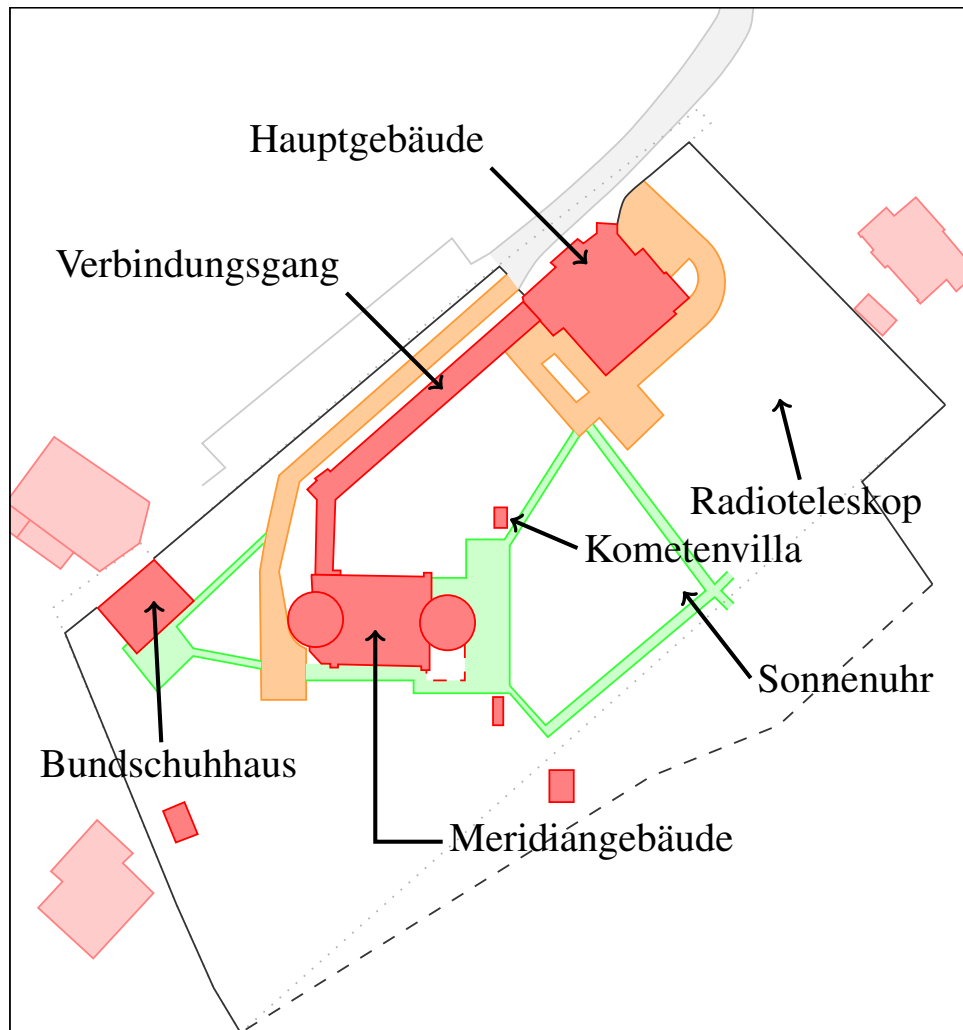 Hauptgebäude
Verbindungsgang
Radioteleskop
Kometenvilla
Sonnenuhr
Bundschuhhaus
Meridiangebäude